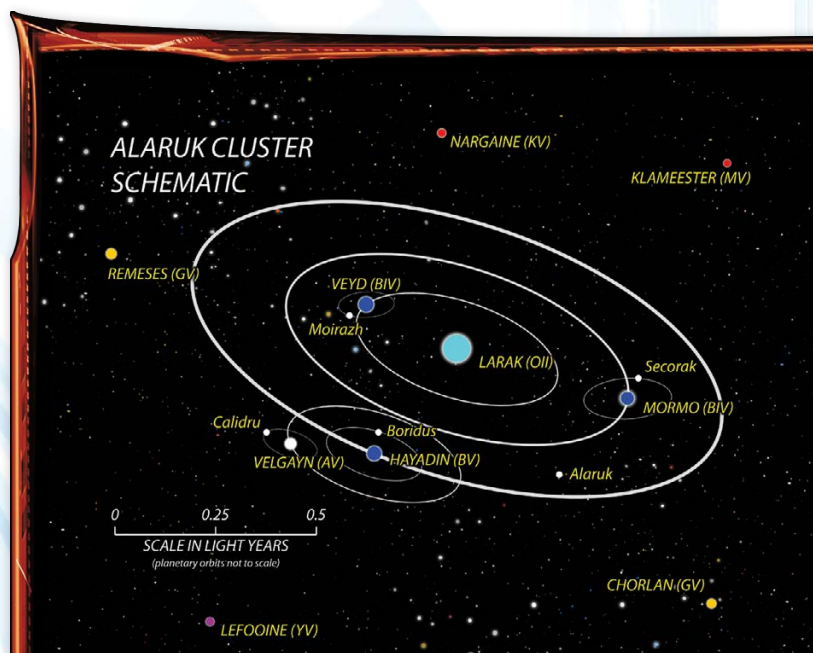 ALARUK CLUSTER
SCHEMATIC
NARGAINE (KV)
KLAMEESTER (MV)
REMESES (GV)
VEYD (BIV)
Moirazh
LARAK (OII)
Secorak
MORMO (BIV)
Calidru
Boridus
VELGAYN (AV)
HAYADIN (BV)
Alaruk
0 0.25 0.5
SCALE IN LIGHT YEARS
(planetary orbits not to scale)
CHORLAN (GV)
LEFOOINE (YV)